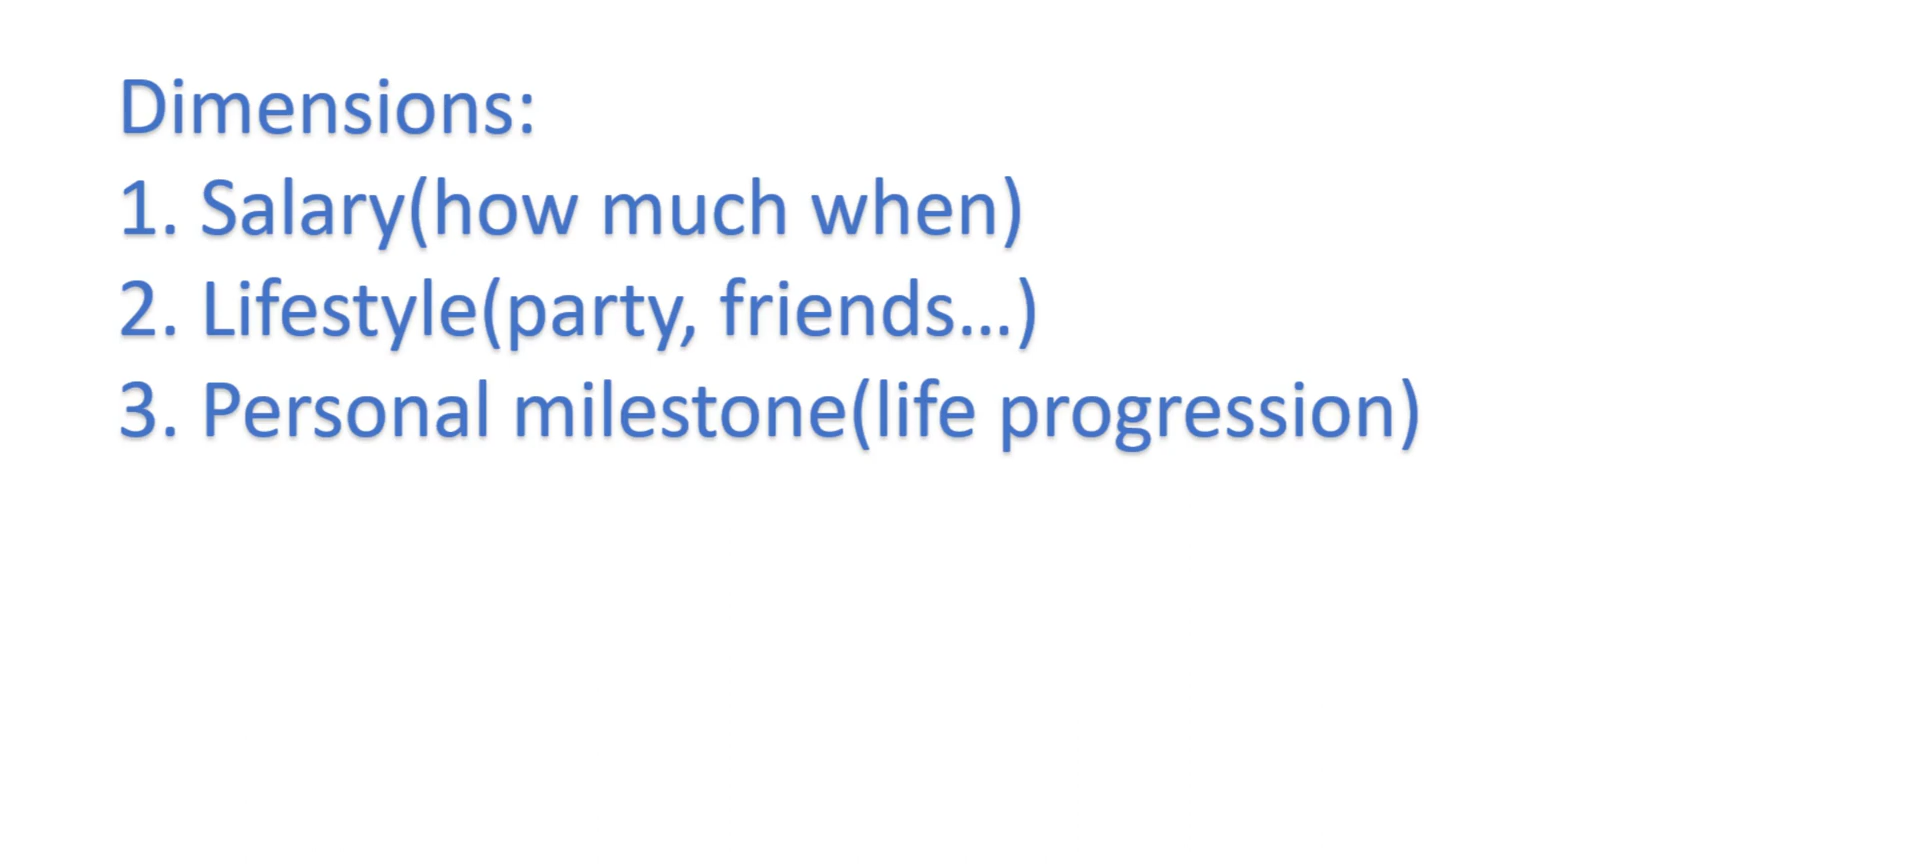 Dimensions:
1. Salary(how much when)
2. Lifestyle(party, friends...)
3. Personal milestone(life progression)